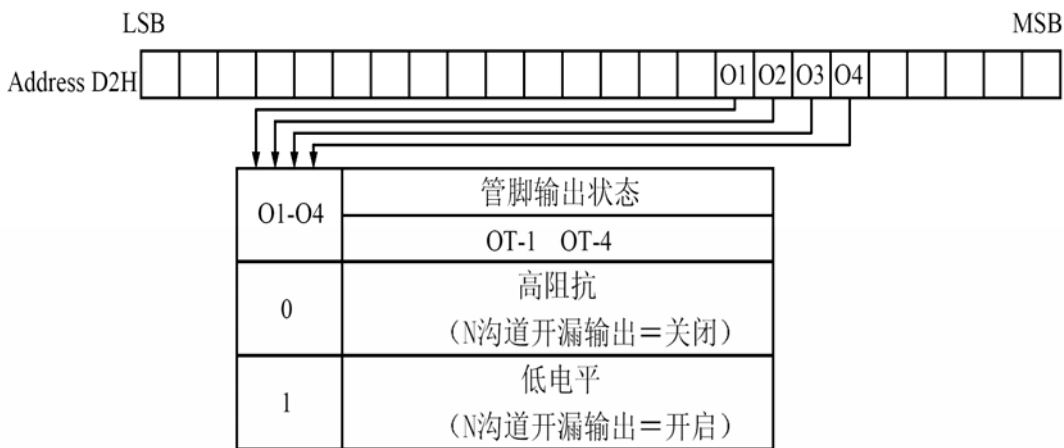 LSB MSB
Address D2H O1 O2 O3 O4
O1-O4 管脚输出状态
OT-1 OT-4
0 高阻抗
（N沟道开漏输出＝关闭）
1 低电平
（N沟道开漏输出＝开启）